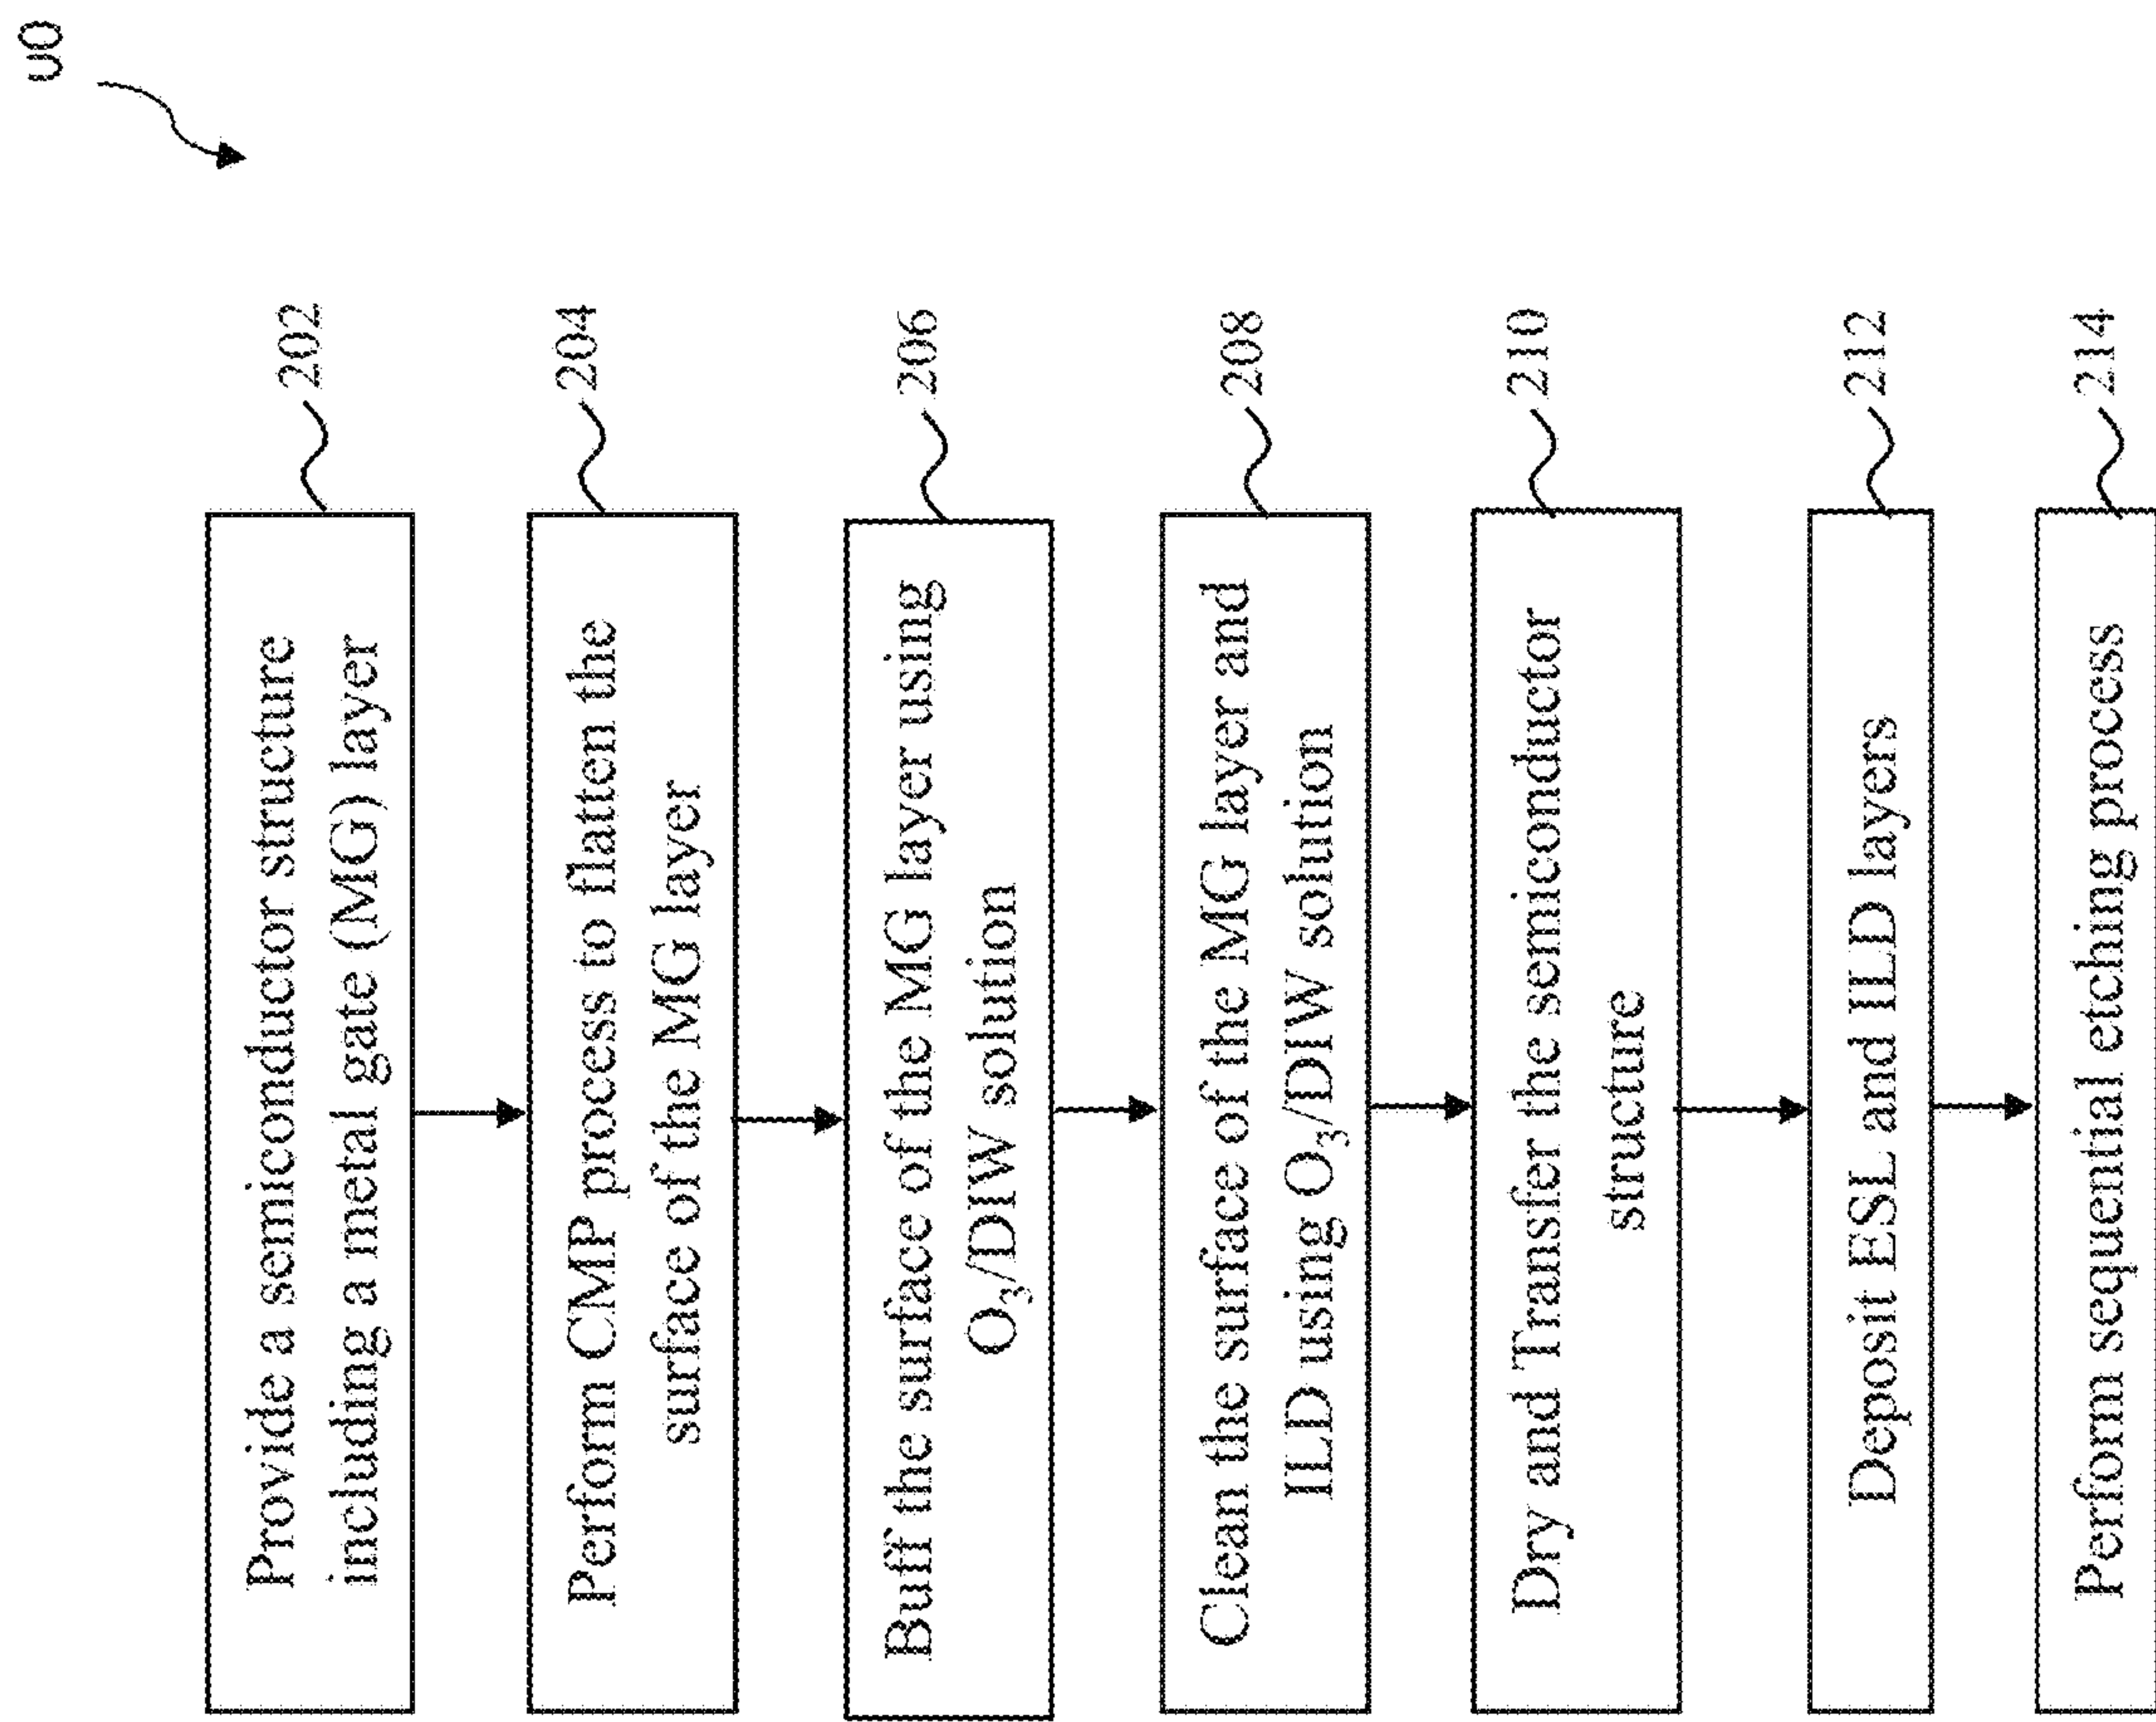 202
Provide a semiconductor structure
including a metal gate (MG) layer
204
Perform CMP process to flatten the
surface of the MG layer
206
Buff the surface of the MG layer using
O₃/DIW solution
208
Clean the surface of the MG layer and
ILD using O₃/DIW solution
210
Dry and Transfer the semiconductor
structure
212
Deposit ESL and ILD layers
214
Perform sequential etching process